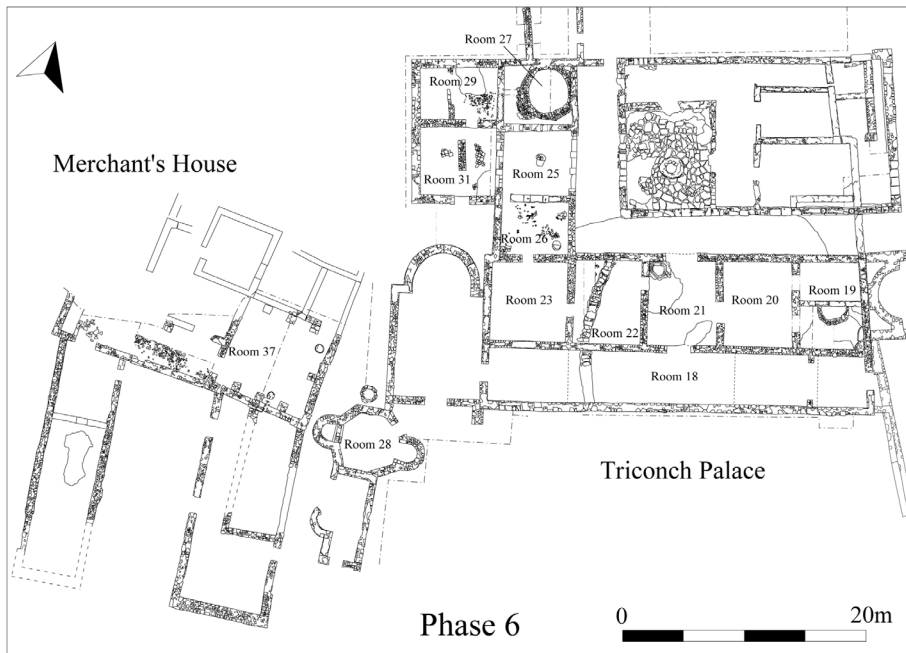 Room 27
Room 29
Merchant's House
Room 31
Room 25
Room 26
Room 23
Room 22
Room 21
Room 20
Room 19
Room 37
Room 18
Room 28
Triconch Palace
Phase 6
0
20m